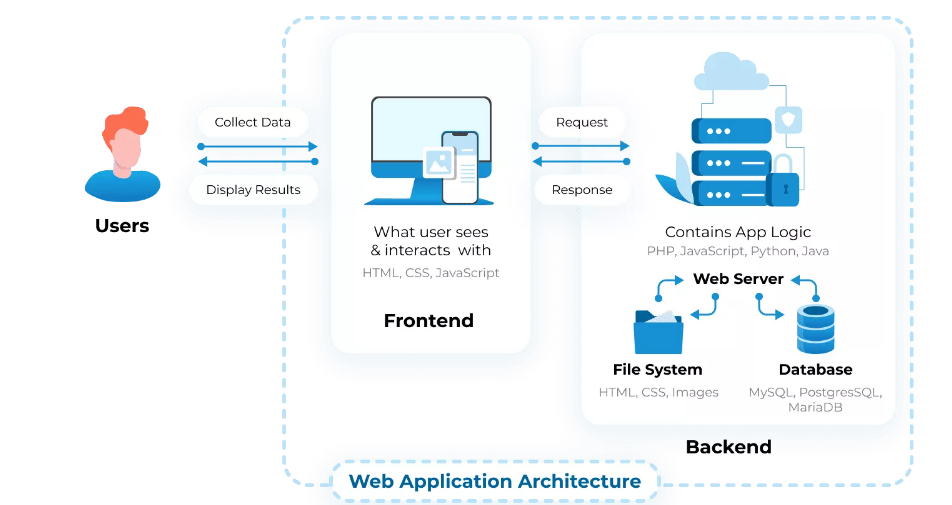 Collect Data
Display Results
Users
What user sees
& interacts with
HTML, CSS, JavaScript
Frontend
Request
Response
Contains App Logic
PHP, JavaScript, Python, Java
Web Server
File System
HTML, CSS, Images
Database
MySQL, PostgresSQL,
MariaDB
Backend
Web Application Architecture